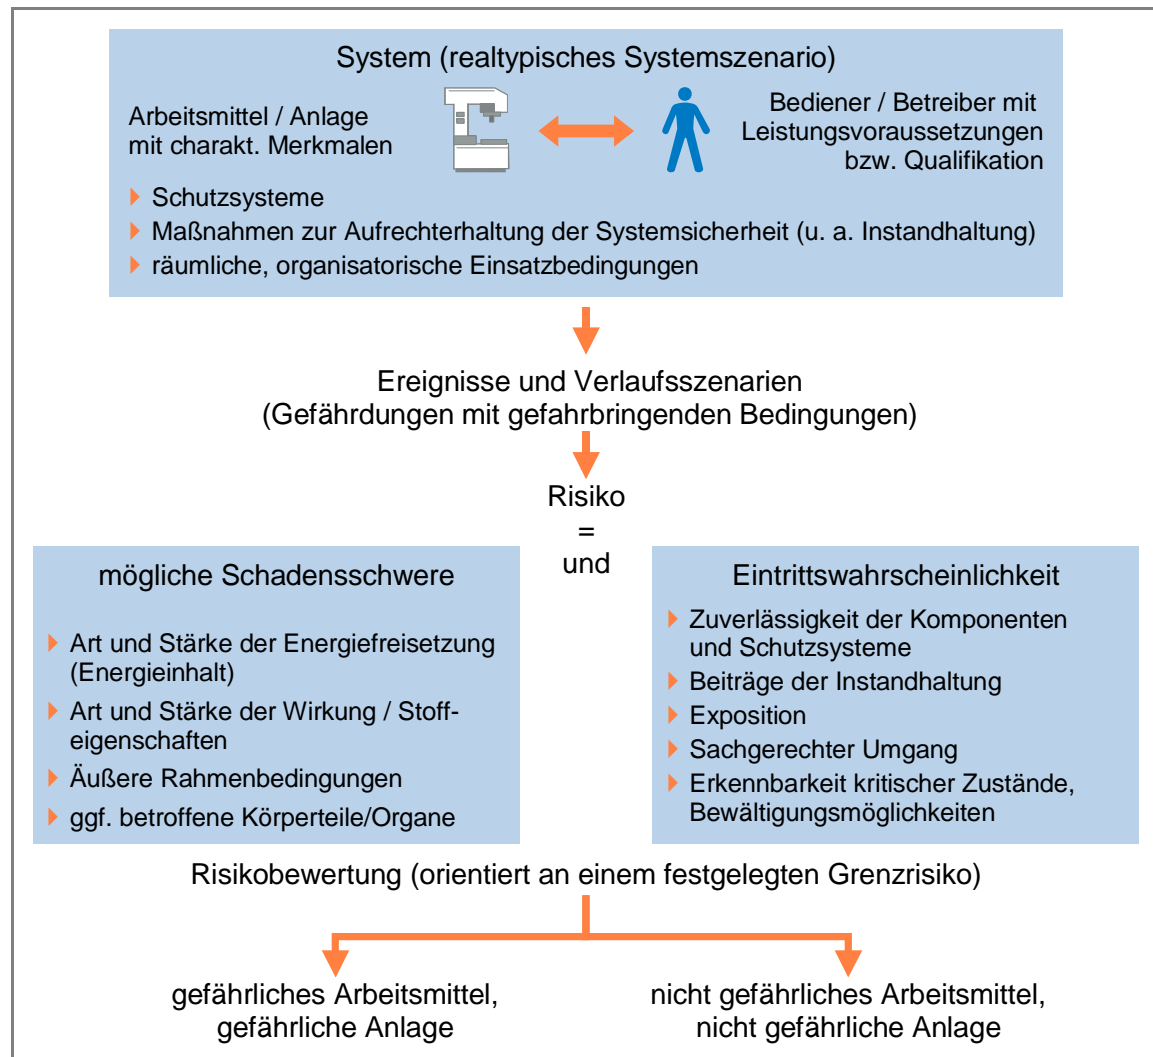 System (realtypisches Systemszenario)
Arbeitsmittel / Anlage
mit charakt. Merkmalen
Bediener / Betreiber mit
Leistungsvoraussetzungen
bzw. Qualifikation
Schutzsysteme
Maßnahmen zur Aufrechterhaltung der Systemsicherheit (u. a. Instandhaltung)
räumliche, organisatorische Einsatzbedingungen
Ereignisse und Verlaufsszenarien
(Gefährdungen mit gefahrbringenden Bedingungen)
Risiko
=
und
mögliche Schadensschwere
Art und Stärke der Energiefreisetzung
(Energieinhalt)
Art und Stärke der Wirkung / Stoff-
eigenschaften
Äußere Rahmenbedingungen
ggf. betroffene Körperteile/Organe
Eintrittswahrscheinlichkeit
Zuverlässigkeit der Komponenten
und Schutzsysteme
Beiträge der Instandhaltung
Exposition
Sachgerechter Umgang
Erkennbarkeit kritischer Zustände,
Bewältigungsmöglichkeiten
Risikobewertung (orientiert an einem festgelegten Grenzrisiko)
gefährliches Arbeitsmittel,
gefährliche Anlage
nicht gefährliches Arbeitsmittel,
nicht gefährliche Anlage